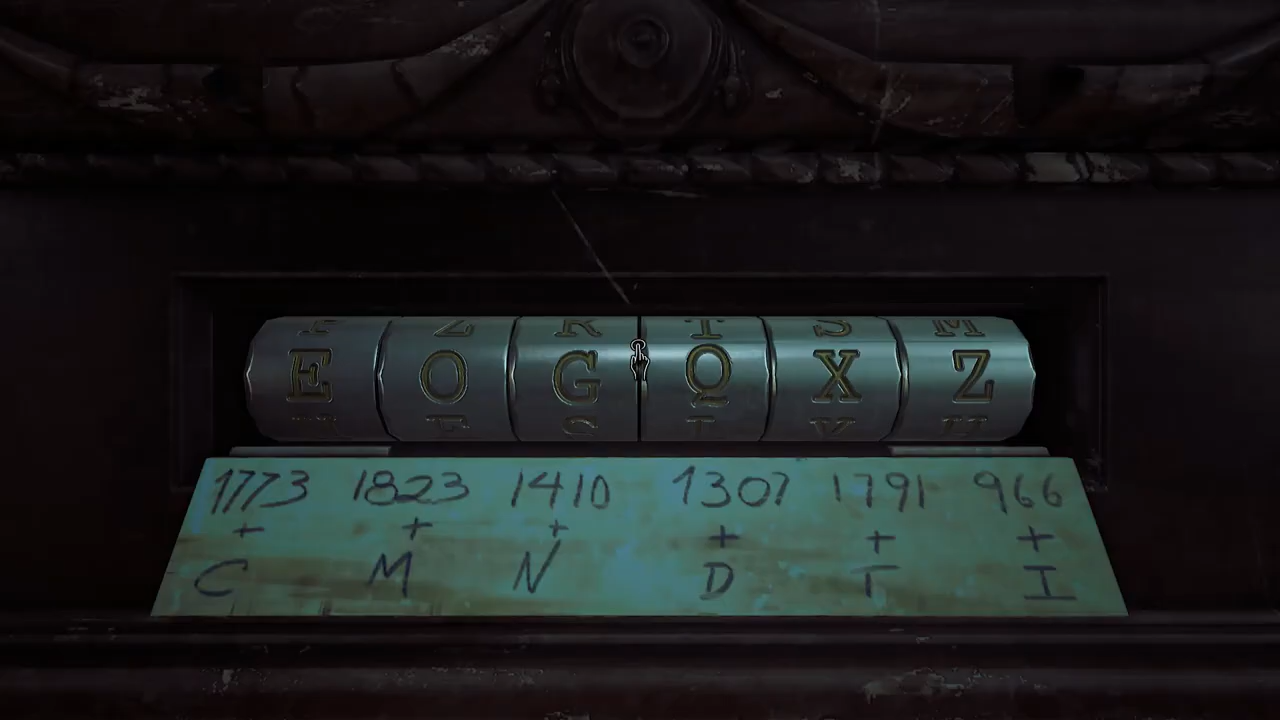 E O G Q X Z
1773 1823 1410 1307 1791 966
+ + + + + +
C M N D T I